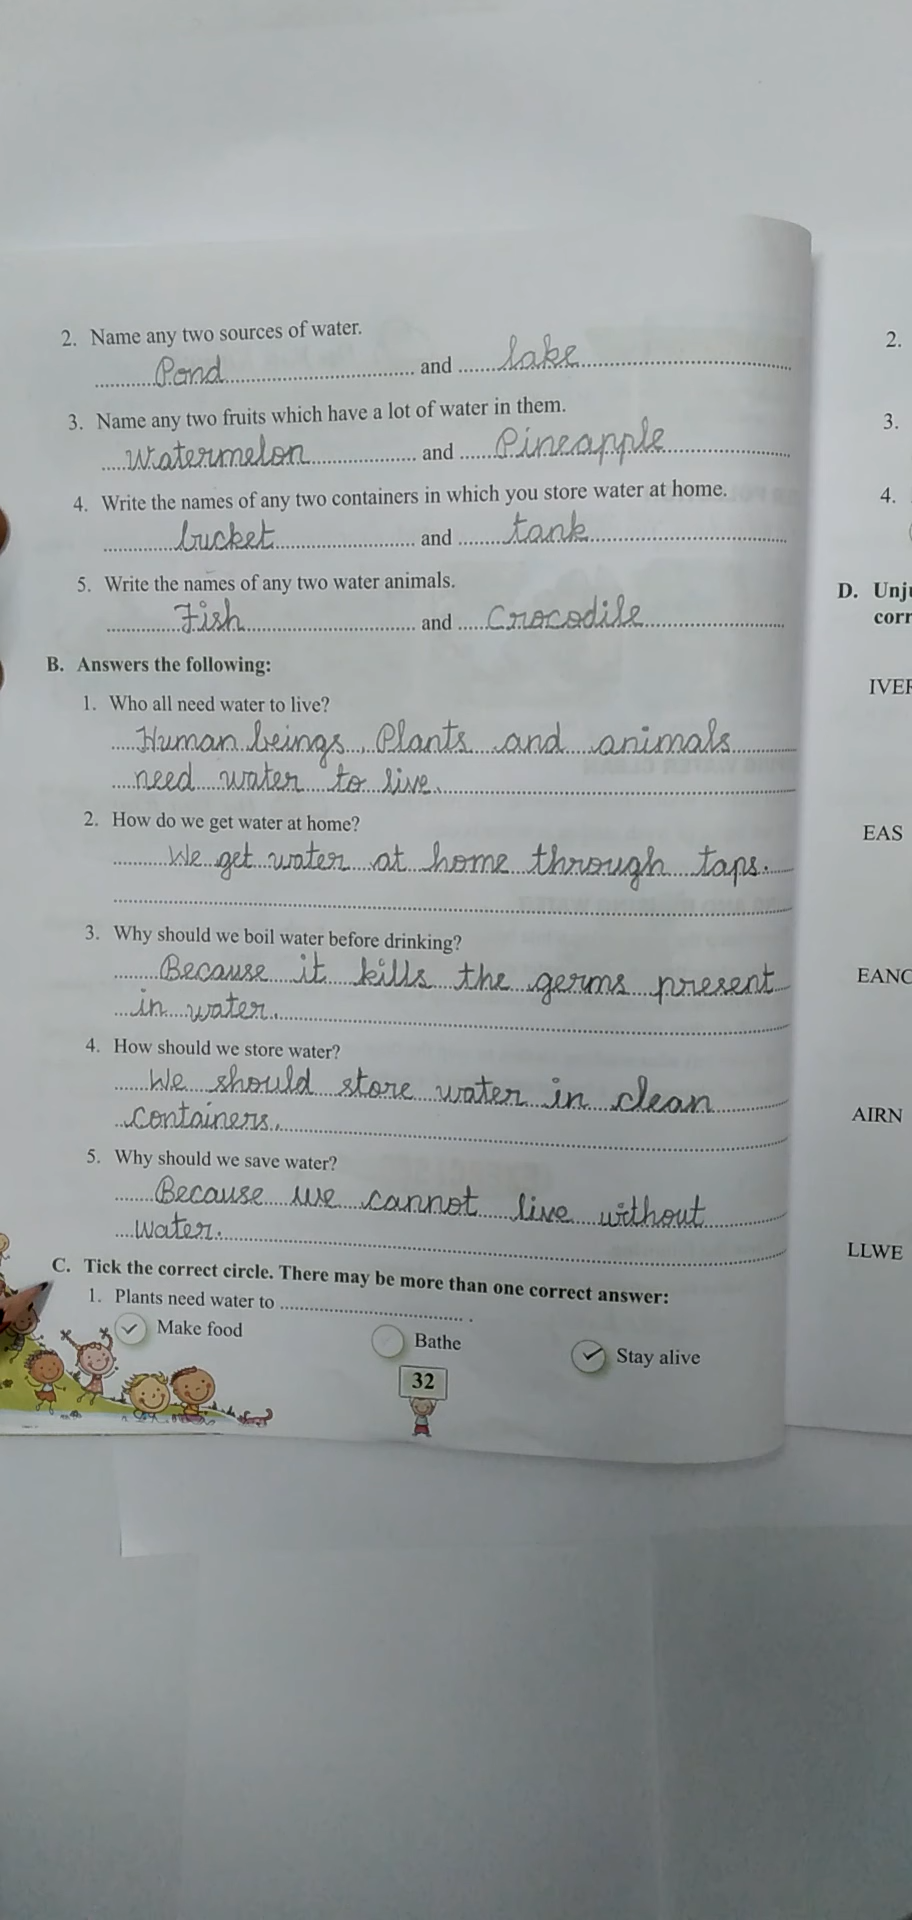 2. Name any two sources of water.
Pond and lake
3. Name any two fruits which have a lot of water in them.
Watermelon and Pineapple
4. Write the names of any two containers in which you store water at home.
bucket and tank
5. Write the names of any two water animals.
Fish and Crocodile
B. Answers the following:
1. Who all need water to live?
Human beings, Plants and animals
need water to live.
2. How do we get water at home?
We get water at home through taps.
3. Why should we boil water before drinking?
Because it kills the germs present
in water.
4. How should we store water?
We should store water in clean
containers.
5. Why should we save water?
Because we cannot live without
water.
C. Tick the correct circle. There may be more than one correct answer:
1. Plants need water to .
Make food Bathe Stay alive
32
2.
3.
4.
D. Unju
corr
IVER
EAS
EANC
AIRN
LLWE